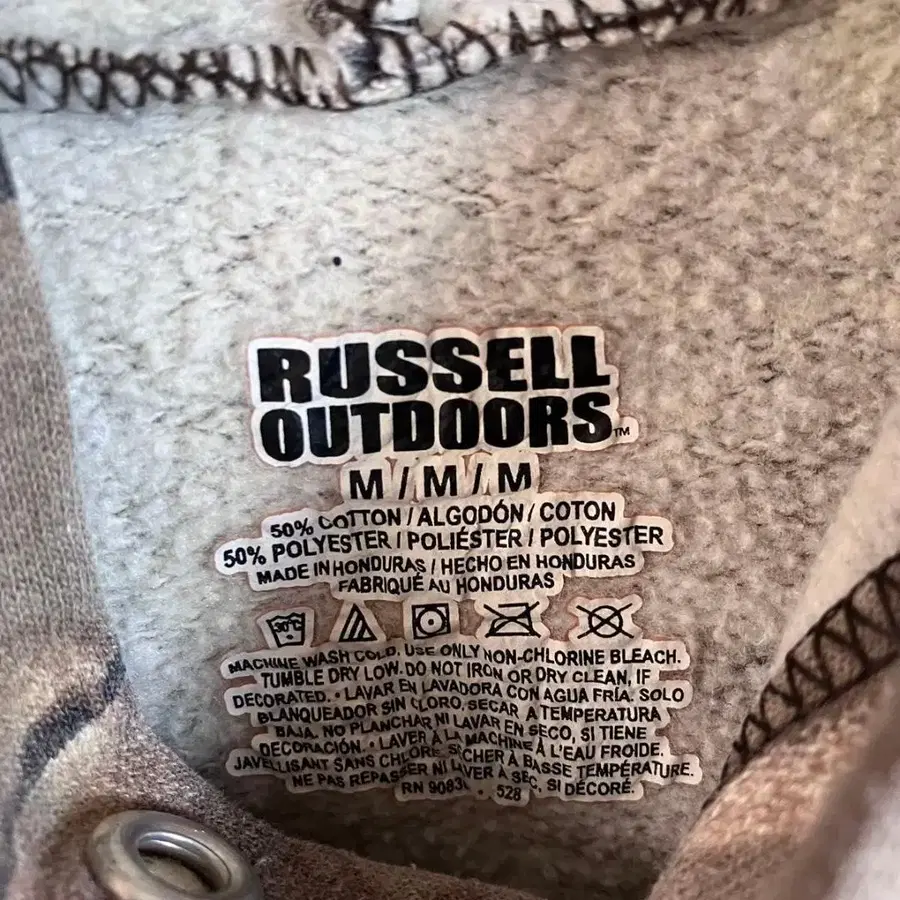 RUSSELL
OUTDOORS™
M / M / M
50% COTTON / ALGODÓN / COTON
50% POLYESTER / POLIÉSTER / POLYESTER
MADE IN HONDURAS / HECHO EN HONDURAS
FABRIQUÉ AU HONDURAS
30°C
MACHINE WASH COLD. USE ONLY NON-CHLORINE BLEACH.
TUMBLE DRY LOW. DO NOT IRON OR DRY CLEAN, IF
DECORATED. • LAVAR EN LAVADORA CON AGUA FRÍA. SOLO
BLANQUEADOR SIN CLORO. SECAR A TEMPERATURA
BAJA. NO PLANCHAR NI LAVAR EN SECO, SI TIENE
DECORACIÓN. • LAVER À LA MACHINE À L'EAU FROIDE.
JAVELLISANT SANS CHLORE. SÉCHER À BASSE TEMPÉRATURE.
NE PAS REPASSER NI LAVER À SEC, SI DÉCORÉ.
RN • 528